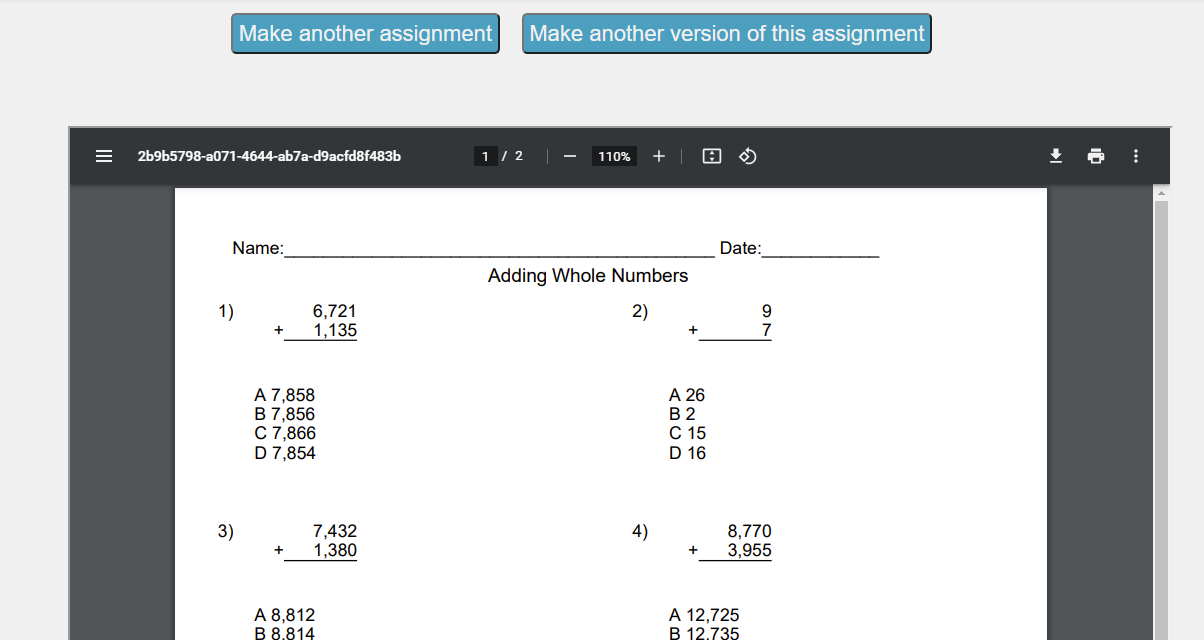 Make another assignment Make another version of this assignment
2b9b5798-a071-4644-ab7a-d9acfd8f483b 1 / 2 — 110% +
Name: Date:
Adding Whole Numbers
1) 6,721
+ 1,135
A 7,858
B 7,856
C 7,866
D 7,854
2) 9
+ 7
A 26
B 2
C 15
D 16
3) 7,432
+ 1,380
A 8,812
B 8,814
4) 8,770
+ 3,955
A 12,725
B 12,735